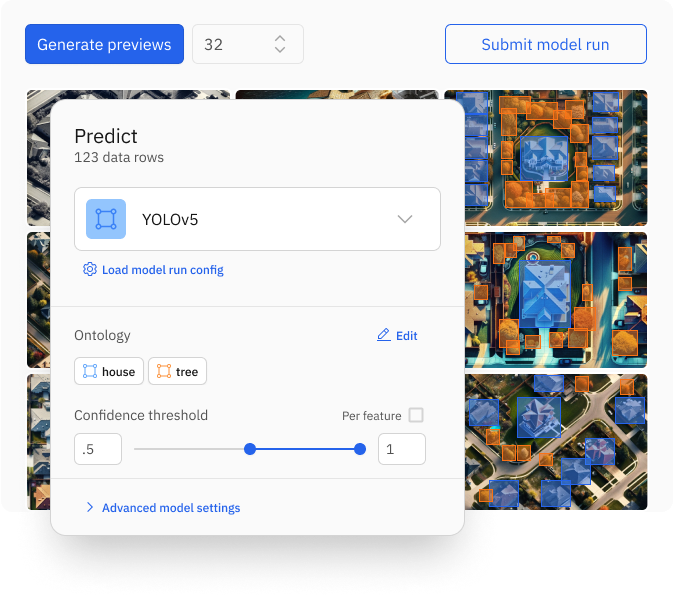 Generate previews
32
Submit model run
Predict
123 data rows
YOLOv5
Load model run config
Ontology
Edit
house
tree
Confidence threshold
Per feature
.5
1
Advanced model settings